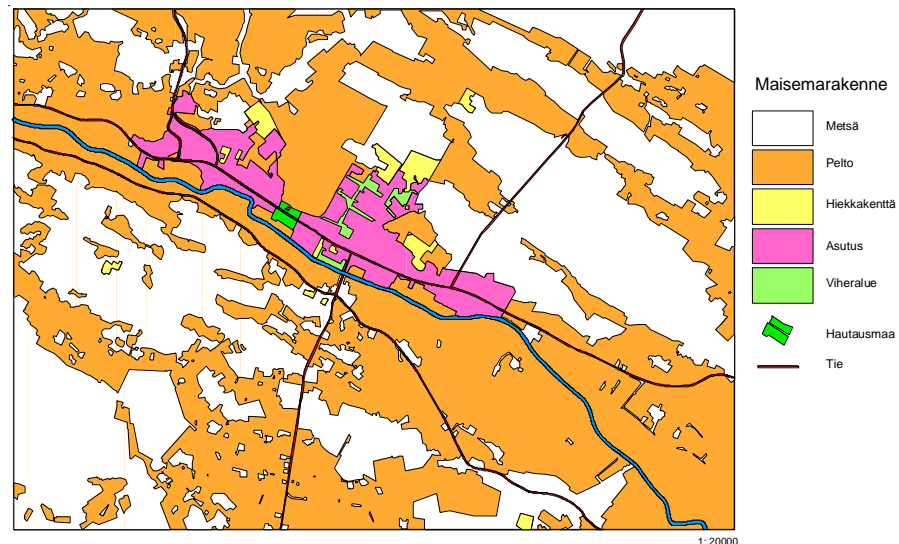 Maisemarakenne
Metsä
Pelto
Hiekkakenttä
Asutus
Viheralue
Hautausmaa
Tie
1: 20000